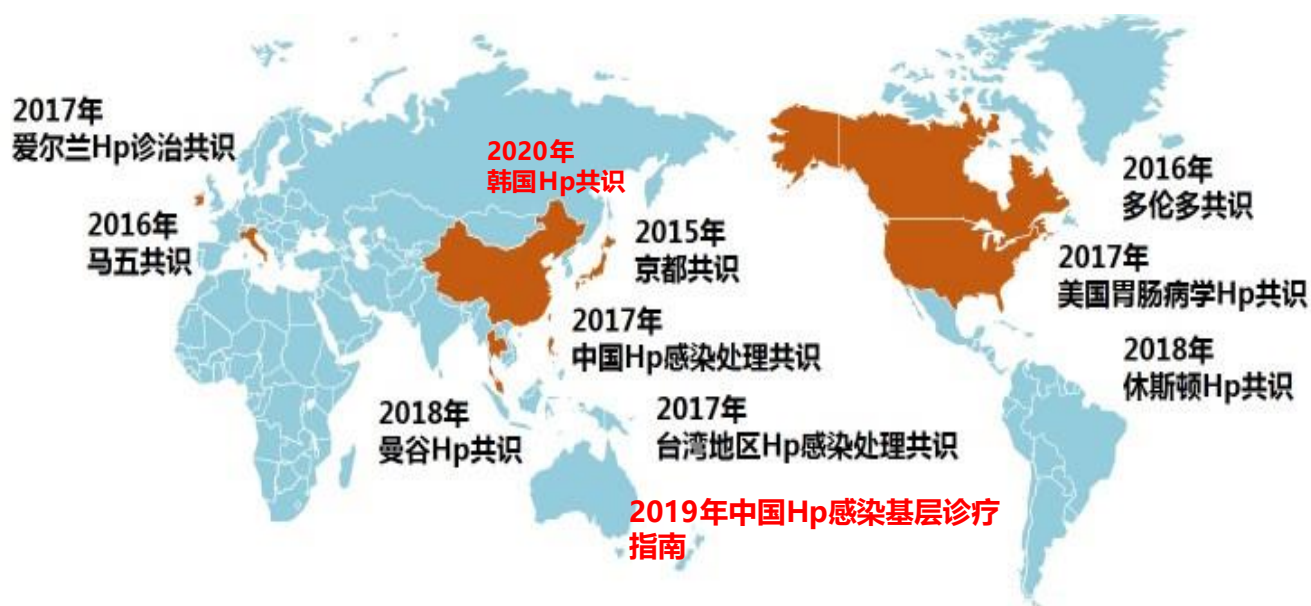 2017年
爱尔兰Hp诊治共识
2016年
马五共识
2020年
韩国Hp共识
2015年
京都共识
2017年
中国Hp感染处理共识
2018年
曼谷Hp共识
2017年
台湾地区Hp感染处理共识
2019年中国Hp感染基层诊疗
指南
2016年
多伦多共识
2017年
美国胃肠病学Hp共识
2018年
休斯顿Hp共识